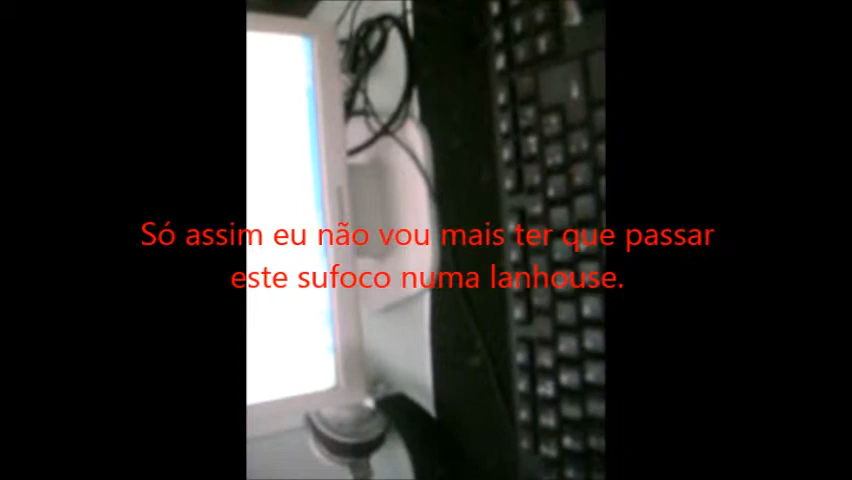 Só assim eu não vou mais ter que passar
este sufoco numa lanhouse.